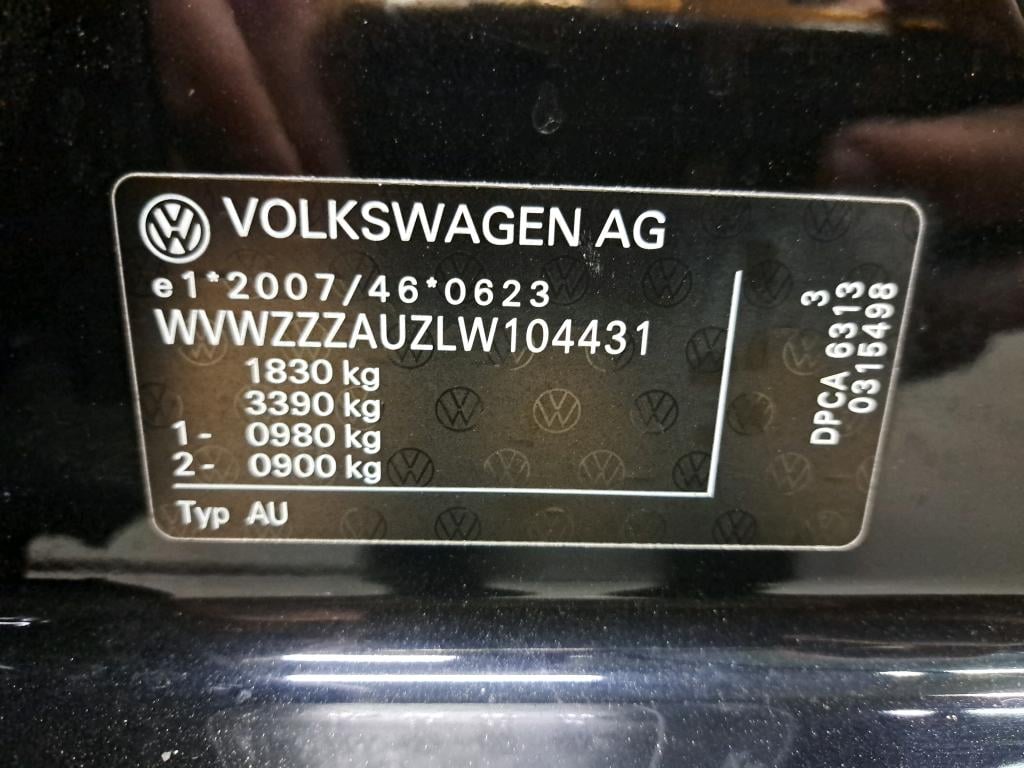 VOLKSWAGEN AG
e1*2007/46*0623
WVWZZZAUZLW104431
1830 kg
3390 kg
1- 0980 kg
2- 0900 kg
Typ AU
3
DPCA 6313
0315498